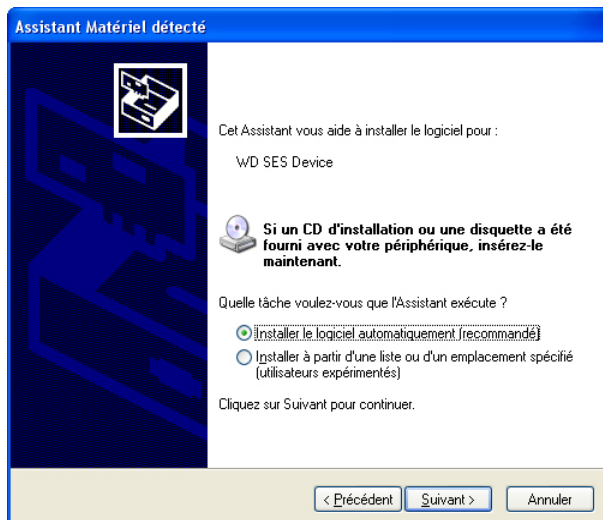 Assistant Matériel détecté
Cet Assistant vous aide à installer le logiciel pour :
WD SES Device
Si un CD d'installation ou une disquette a été
fourni avec votre périphérique, insérez-le
maintenant.
Quelle tâche voulez-vous que l'Assistant exécute ?
Installer le logiciel automatiquement (recommandé)
Installer à partir d'une liste ou d'un emplacement spécifié
(utilisateurs expérimentés)
Cliquez sur Suivant pour continuer.
< Précédent Suivant > Annuler